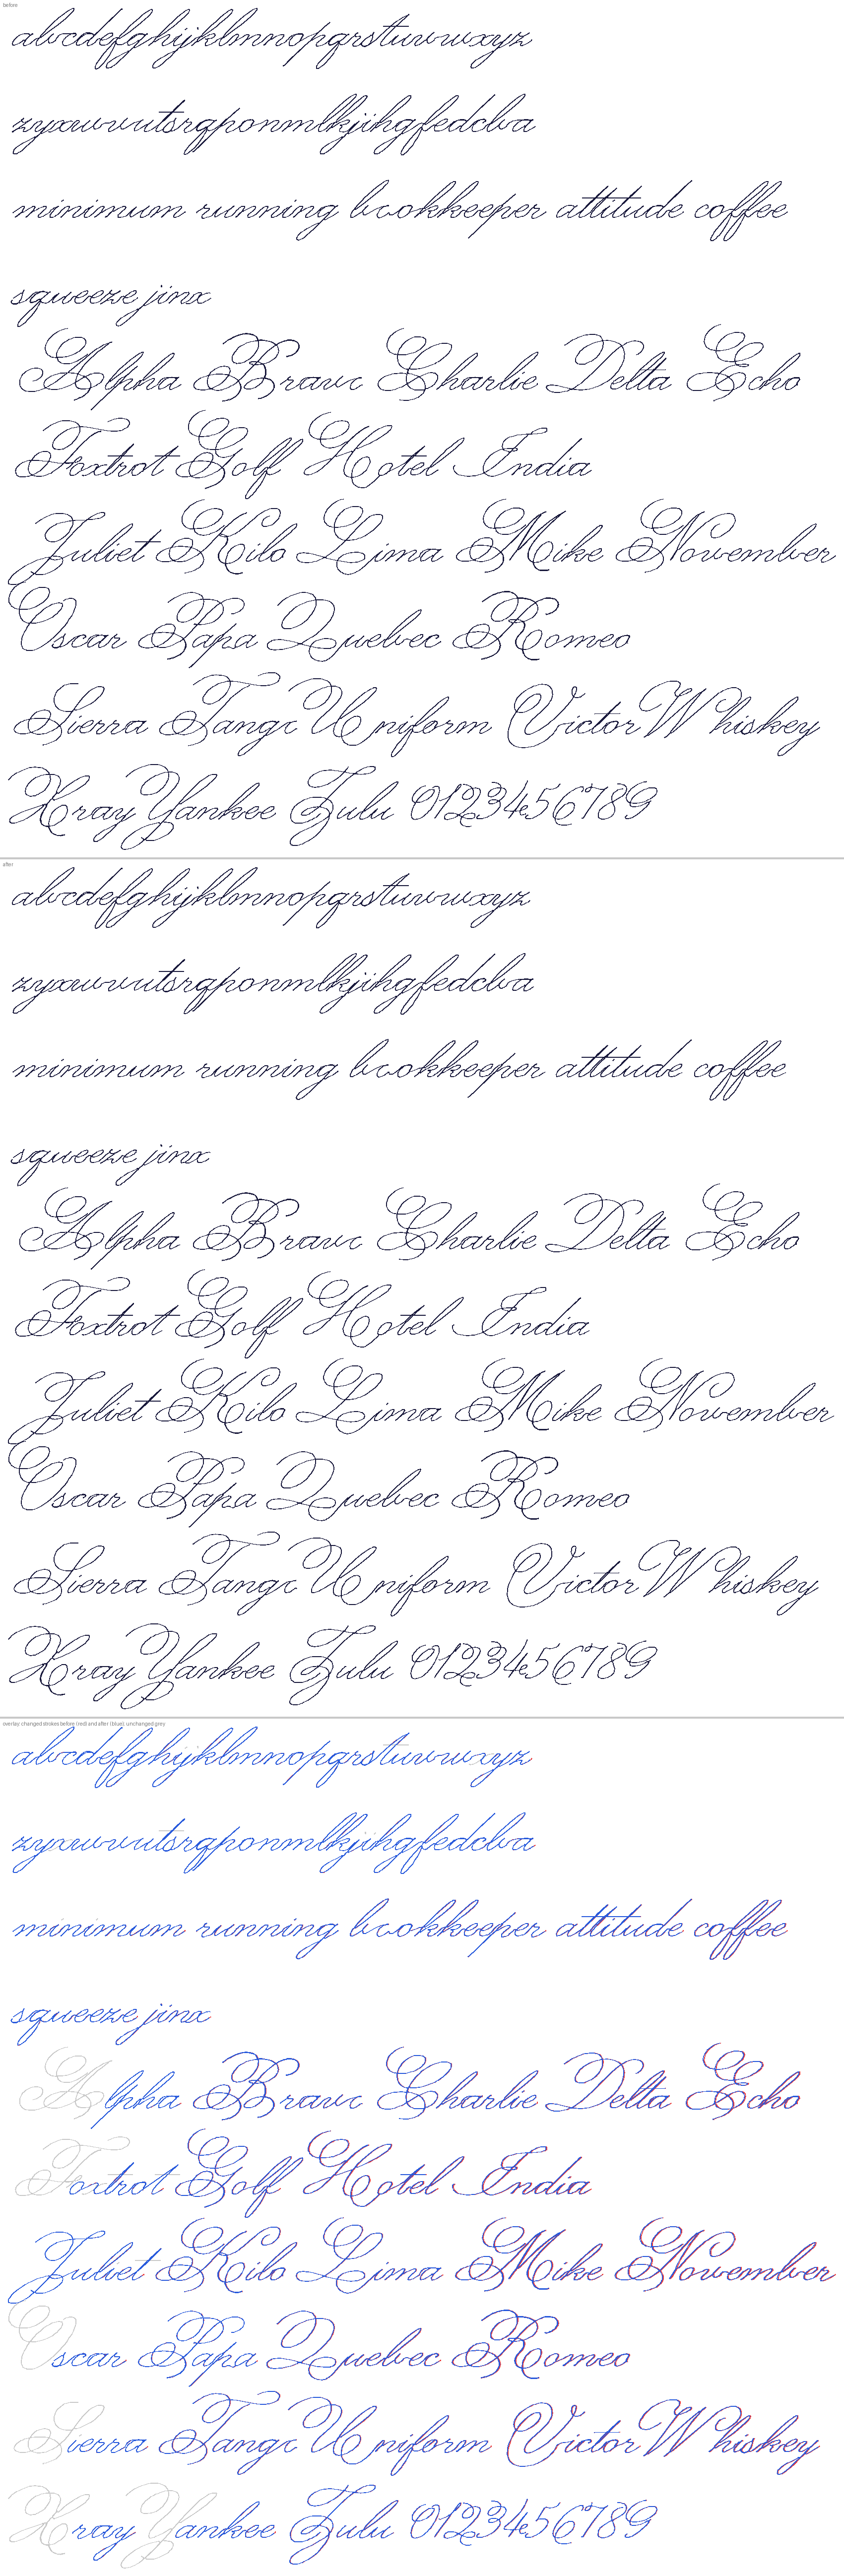 before
abcdefghijklmnopqrstuvwxyz
zyxwvutsrqponmlkjihgfedcba
minimum running bookkeeper attitude coffee
squeeze jinx
Alpha Bravo Charlie Delta Echo
Foxtrot Golf Hotel India
Juliet Kilo Lima Mike November
Oscar Papa Quebec Romeo
Sierra Tango Uniform Victor Whiskey
Xray Yankee Zulu 0123456789
after
abcdefghijklmnopqrstuvwxyz
zyxwvutsrqponmlkjihgfedcba
minimum running bookkeeper attitude coffee
squeeze jinx
Alpha Bravo Charlie Delta Echo
Foxtrot Golf Hotel India
Juliet Kilo Lima Mike November
Oscar Papa Quebec Romeo
Sierra Tango Uniform Victor Whiskey
Xray Yankee Zulu 0123456789
overlay: changed strokes before (red) and after (blue), unchanged grey
abcdefghijklmnopqrstuvwxyz
zyxwvutsrqponmlkjihgfedcba
minimum running bookkeeper attitude coffee
squeeze jinx
Alpha Bravo Charlie Delta Echo
Foxtrot Golf Hotel India
Juliet Kilo Lima Mike November
Oscar Papa Quebec Romeo
Sierra Tango Uniform Victor Whiskey
Xray Yankee Zulu 0123456789